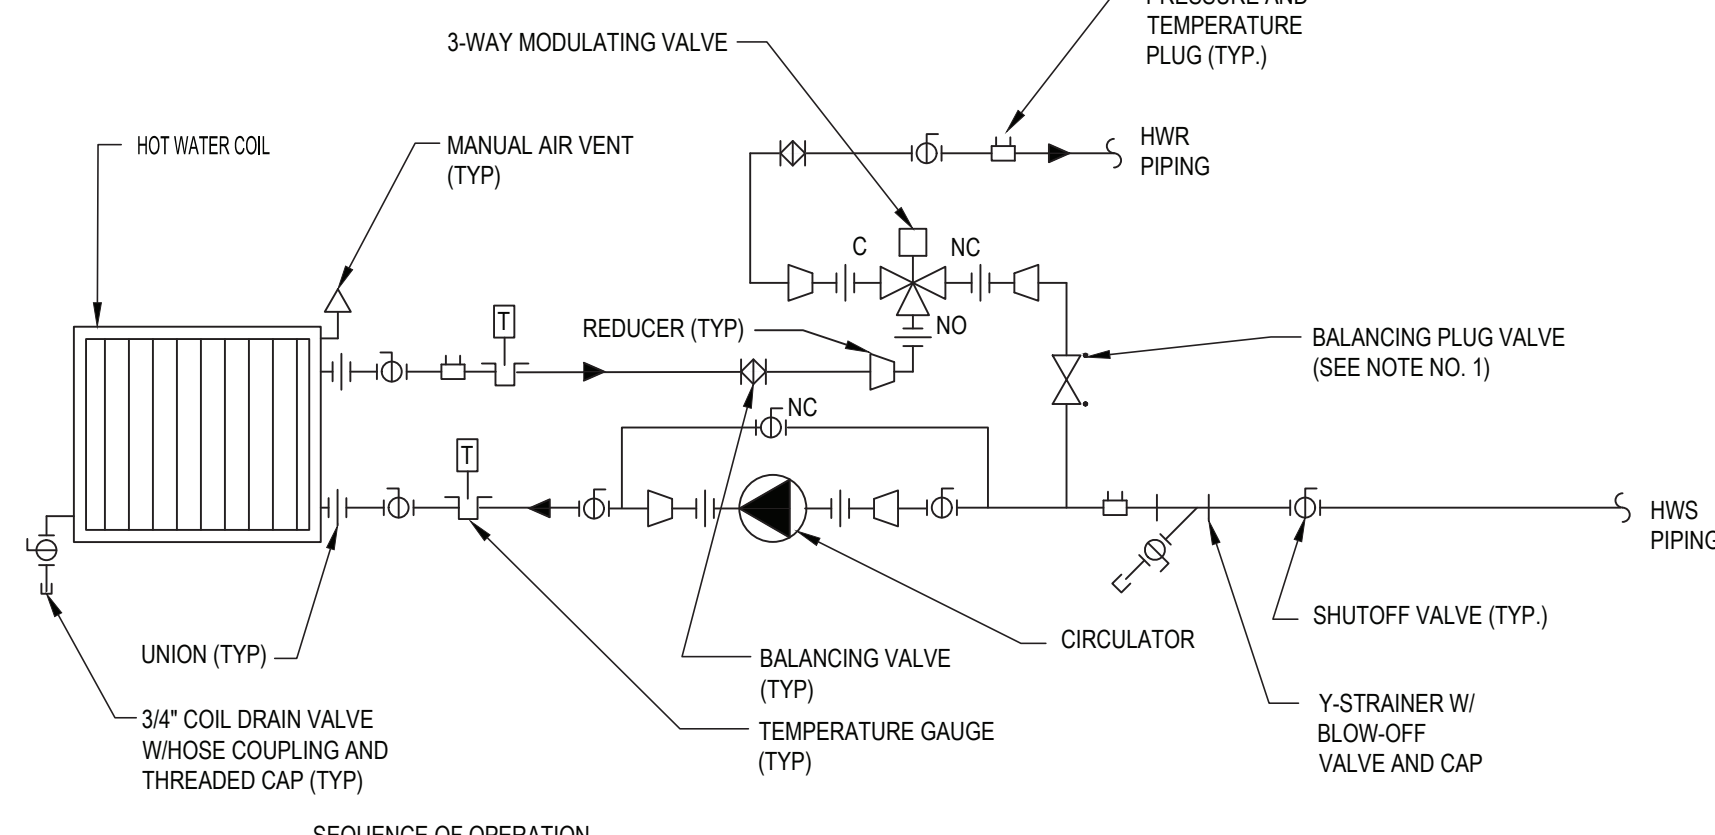 PRESSURE AND
TEMPERATURE
PLUG (TYP.)
3-WAY MODULATING VALVE
HOT WATER COIL
MANUAL AIR VENT
(TYP)
HWR
PIPING
C
NC
T
REDUCER (TYP)
NO
BALANCING PLUG VALVE
(SEE NOTE NO. 1)
NC
T
HWS
PIPING
SHUTOFF VALVE (TYP.)
CIRCULATOR
UNION (TYP)
BALANCING VALVE
(TYP)
3/4" COIL DRAIN VALVE
W/HOSE COUPLING AND
THREADED CAP (TYP)
TEMPERATURE GAUGE
(TYP)
Y-STRAINER W/
BLOW-OFF
VALVE AND CAP
SEQUENCE OF OPERATION